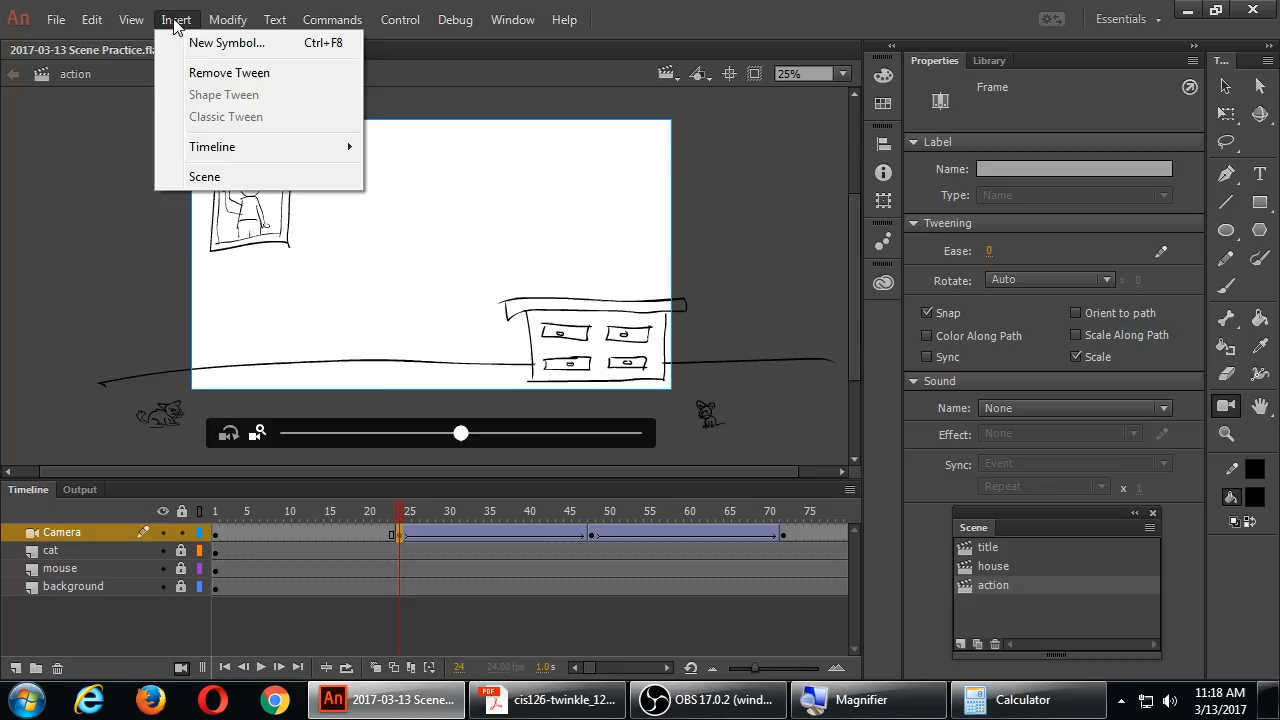 An File Edit View Insert Modify Text Commands Control Debug Window Help Essentials
2017-03-13 Scene Practice.fla
action 25%
New Symbol... Ctrl+F8
Remove Tween
Shape Tween
Classic Tween
Timeline
Scene
Properties Library T...
Frame
Label
Name:
Type: Name
Tweening
Ease: 0
Rotate: Auto x 0
Snap Orient to path
Color Along Path Scale Along Path
Sync Scale
Sound
Name: None
Effect: None
Sync: Event
Repeat x 1
Scene
title
house
action
Timeline Output
1 5 10 15 20 25 30 35 40 45 50 55 60 65 70 75
Camera
cat
mouse
background
24 24.00 fps 1.0 s
An 2017-03-13 Scene... PDF cis126-twinkle_12... OBS 17.0.2 (wind... Magnifier Calculator
11:18 AM
3/13/2017